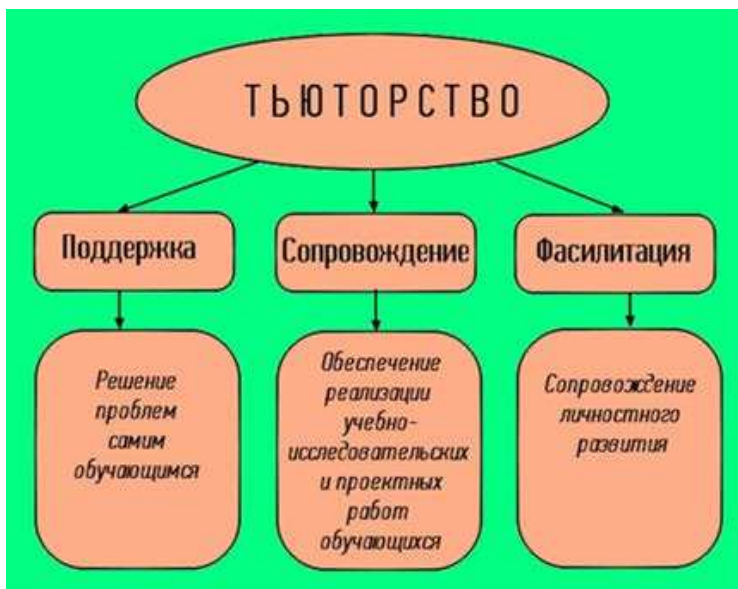 ТЬЮТОРСТВО
Поддержка
Сопровождение
Фасилитация
Решение
проблем
самим
обучающимся
Обеспечение
реализации
учебно-
исследовательских
и проектных
работ
обучающихся
Сопровождение
личностного
развития